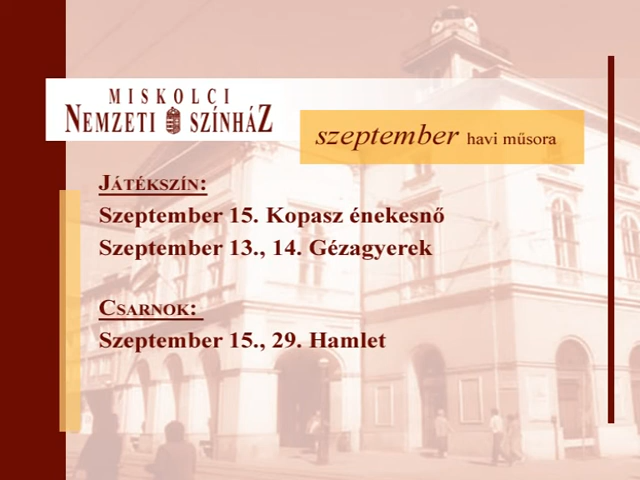 MISKOLCI
NEMZETI SZÍNHÁZ
szeptember havi műsora
JÁTÉKSZÍN:
Szeptember 15. Kopasz énekesnő
Szeptember 13., 14. Gézagyerek
CSARNOK:
Szeptember 15., 29. Hamlet